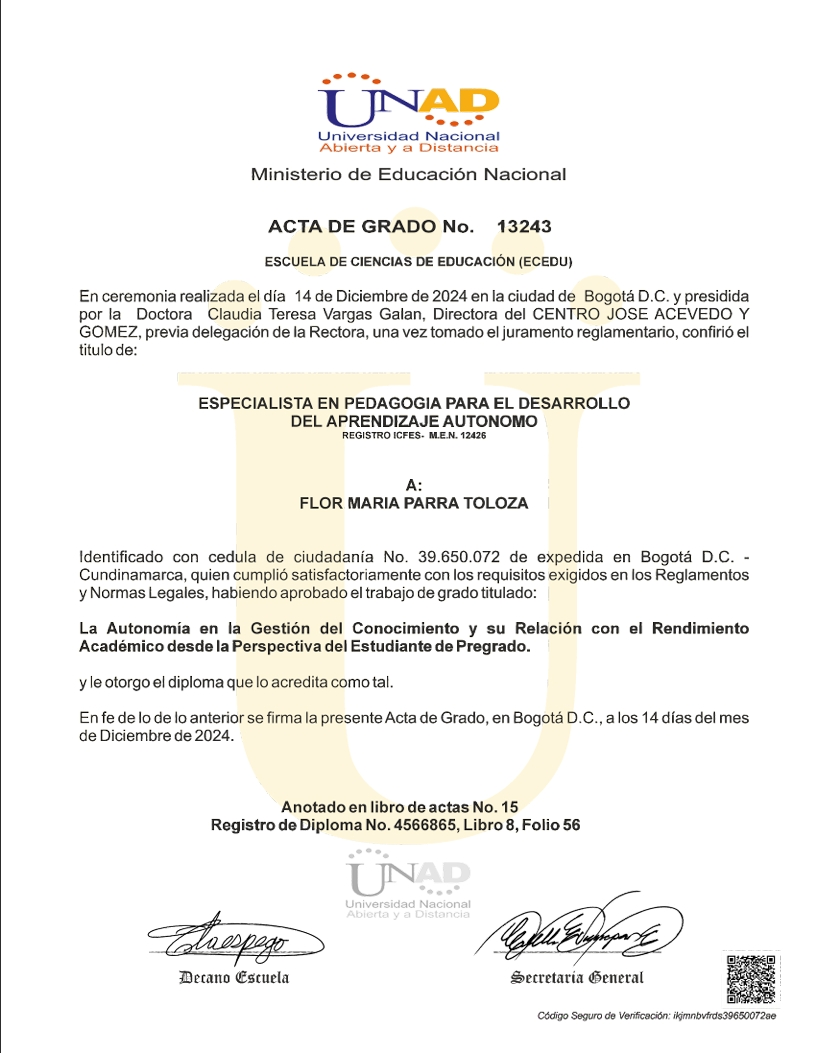 UNAD
Universidad Nacional
Abierta y a Distancia
Ministerio de Educación Nacional
ACTA DE GRADO No. 13243
ESCUELA DE CIENCIAS DE EDUCACIÓN (ECEDU)
En ceremonia realizada el día 14 de Diciembre de 2024 en la ciudad de Bogotá D.C. y presidida
por la Doctora Claudia Teresa Vargas Galan, Directora del CENTRO JOSE ACEVEDO Y
GOMEZ, previa delegación de la Rectora, una vez tomado el juramento reglamentario, confirió el
titulo de:
ESPECIALISTA EN PEDAGOGIA PARA EL DESARROLLO
DEL APRENDIZAJE AUTONOMO
REGISTRO ICFES- M.E.N. 12426
A:
FLOR MARIA PARRA TOLOZA
Identificado con cedula de ciudadanía No. 39.650.072 de expedida en Bogotá D.C. -
Cundinamarca, quien cumplió satisfactoriamente con los requisitos exigidos en los Reglamentos
y Normas Legales, habiendo aprobado el trabajo de grado titulado:
La Autonomía en la Gestión del Conocimiento y su Relación con el Rendimiento
Académico desde la Perspectiva del Estudiante de Pregrado.
y le otorgo el diploma que lo acredita como tal.
En fe de lo de lo anterior se firma la presente Acta de Grado, en Bogotá D.C., a los 14 días del mes
de Diciembre de 2024.
Anotado en libro de actas No. 15
Registro de Diploma No. 4566865, Libro 8, Folio 56
UNAD
Universidad Nacional
Abierta y a Distancia
Decano Escuela
Secretaria General
Código Seguro de Verificación: ikjmnbvfrds39650072ae